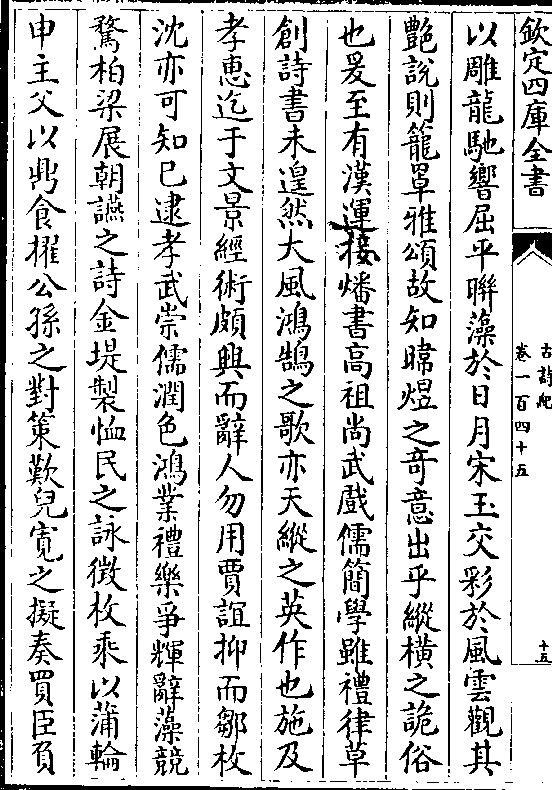 欽定四庫全書
古詩紀
卷一百四十五
十五
以雕龍馳響屈平聯藻於日月宋玉交彩於風雲觀其
艷說則籠罩雅頌故知暐煜之奇意出乎縱橫之詭俗
也爰至有漢運接燔書高祖尚武戲儒簡學雖禮律草
創詩書未遑然大風鴻鵠之歌亦天縱之英作也施及
孝惠迄于文景經術頗興而辭人勿用賈誼抑而鄒枚
沈亦可知已逮孝武崇儒潤色鴻業禮樂爭輝辭藻競
騖柏梁展朝讌之詩金堤製恤民之詠徵枚乘以蒲輪
申主父以鼎食擢公孫之對策歎兒寛之擬奏買臣負